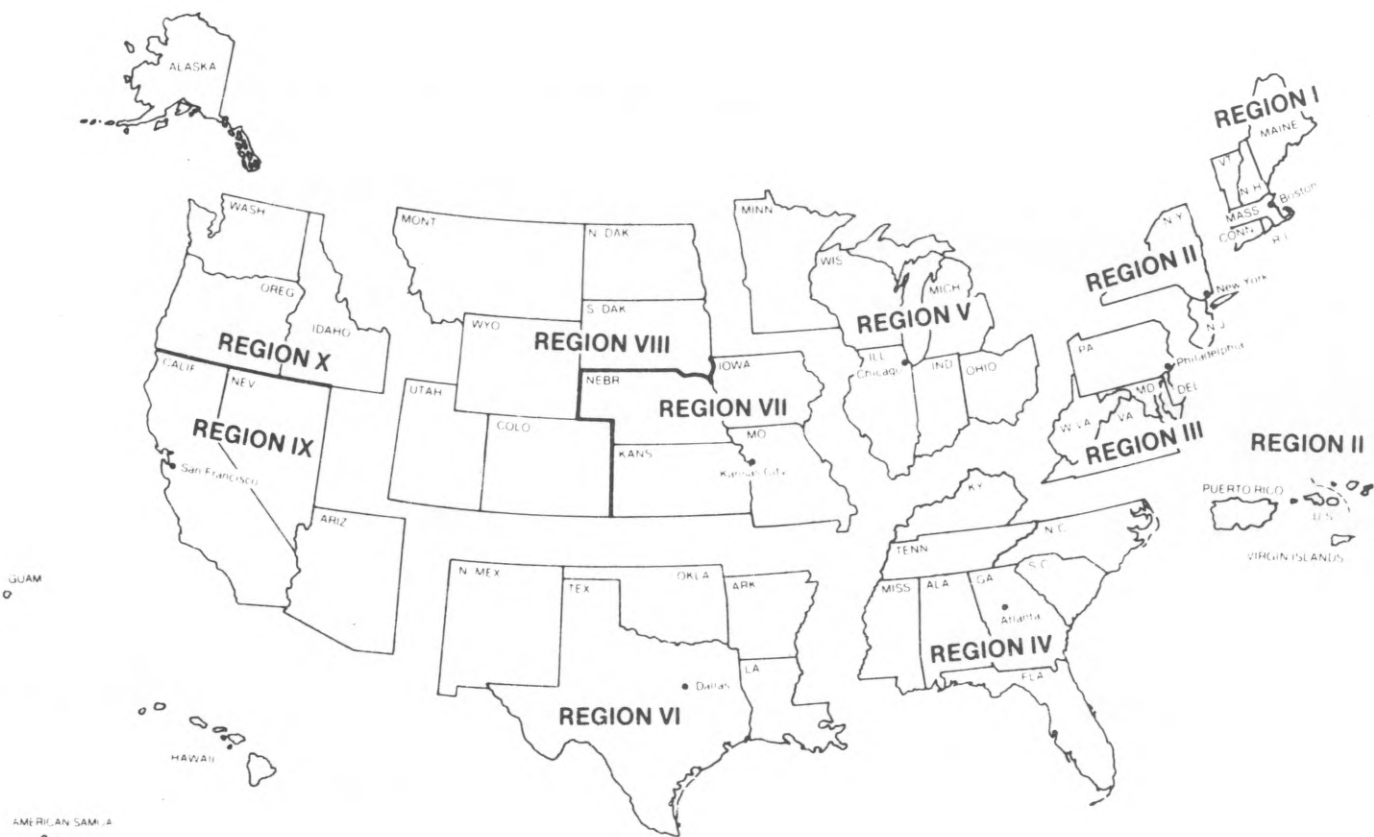 ALASKA
REGION I
MAINE
VT
N.H.
Boston
MASS
CONN
R.I.
WASH
MONT
N. DAK
MINN
N.Y.
WIS
MICH
REGION II
New York
OREG
S. DAK
IDAHO
WYO
REGION V
N.J.
REGION X
REGION VIII
PA
Philadelphia
CALIF
NEV
UTAH
NEBR
IOWA
ILL
Chicago
IND
OHIO
MD
DEL
REGION VII
W.VA
VA
REGION IX
COLO
MO
REGION III
REGION II
San Francisco
KANS
Kansas City
KY
PUERTO RICO
U.S.
VIRGIN ISLANDS
ARIZ
N.C.
TENN
S.C.
GUAM
N. MEX
TEX
OKLA
ARK
MISS
ALA
GA
Atlanta
REGION IV
LA
FLA
Dallas
REGION VI
HAWAII
AMERICAN SAMOA